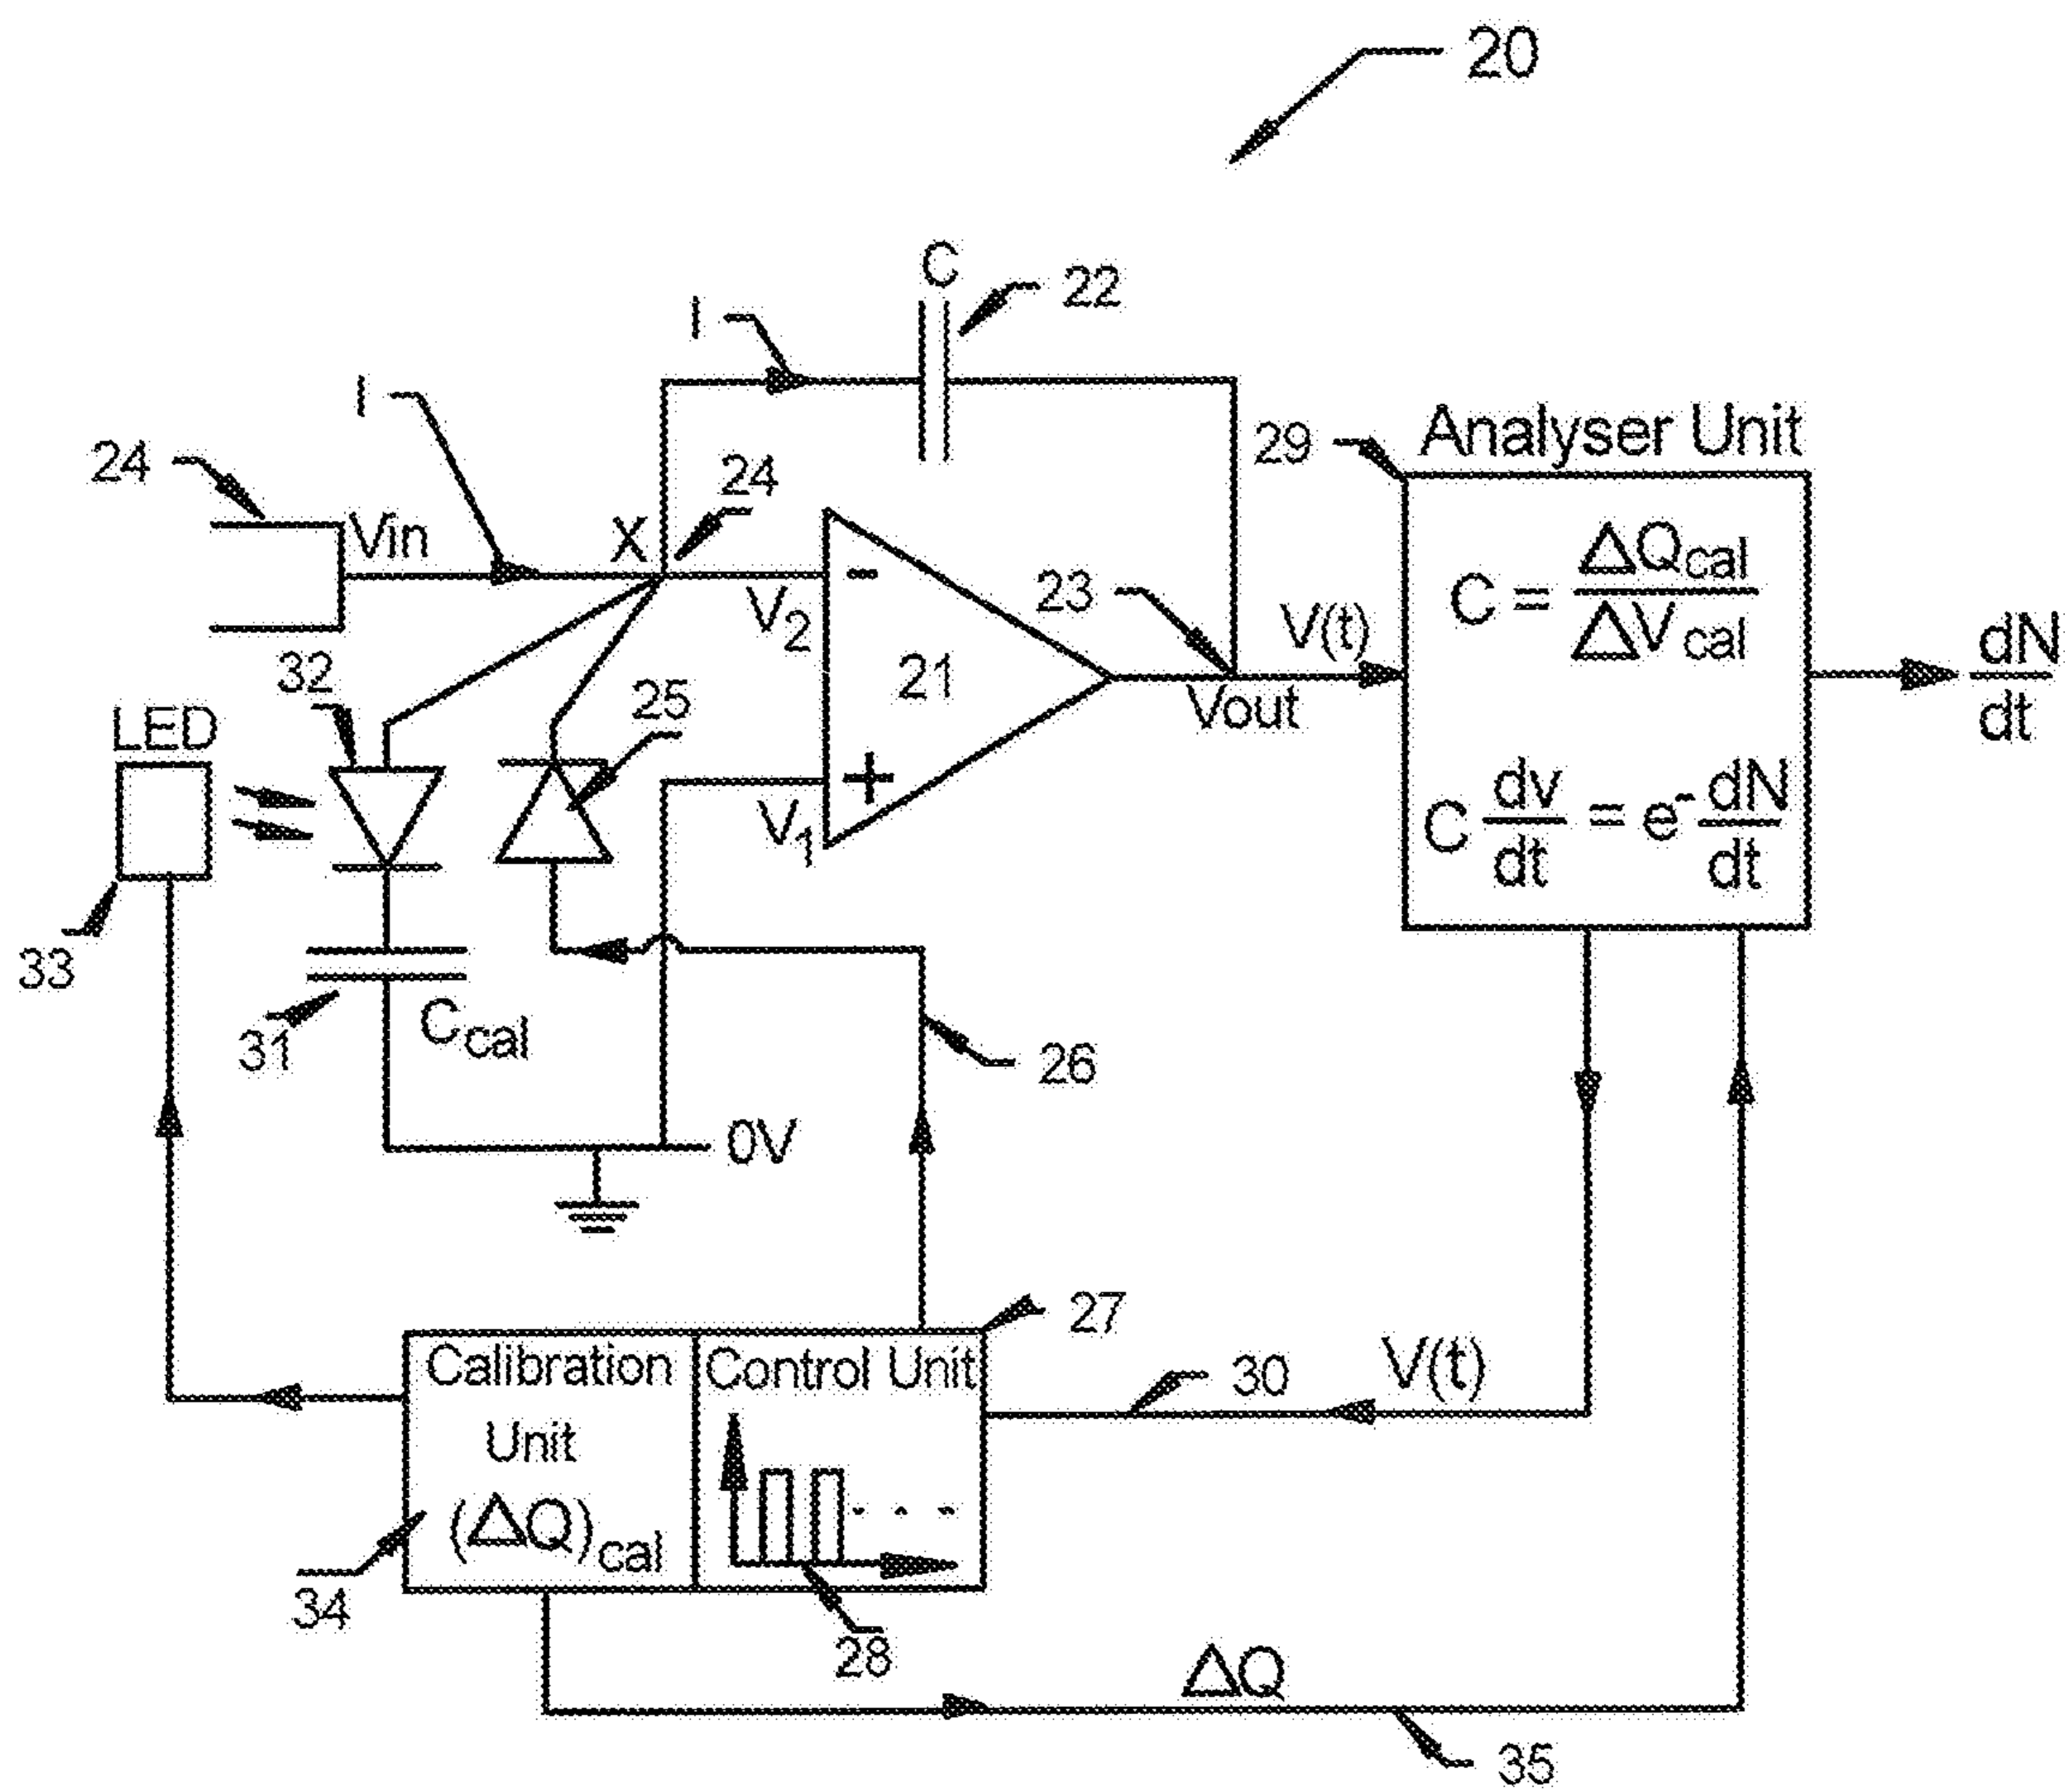 20
C
22
I
I
24
24
Vin
X
V2
-
21
+
V1
23
V(t)
Vout
29
Analyser Unit
C = ΔQcal / ΔVcal
C dv/dt = e- dN/dt
dN/dt
32
25
LED
33
31
Ccal
26
0V
27
Calibration
Unit
(ΔQ)cal
Control Unit
30
V(t)
34
28
ΔQ
35